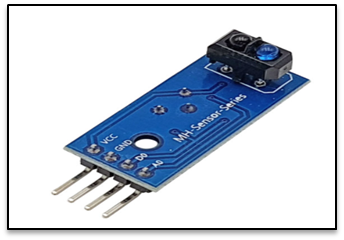 MH-Sensor-Series
VCC
GND
D0
A0